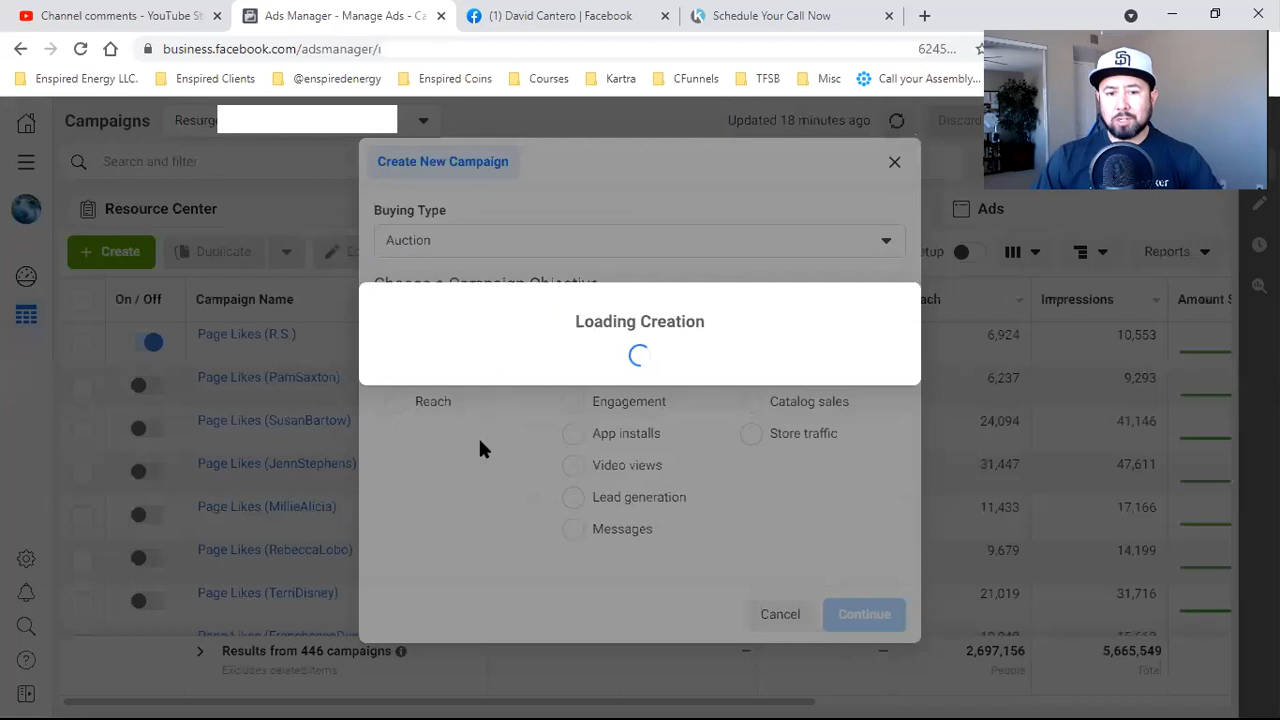 Channel comments - YouTube St
Ads Manager - Manage Ads - Ca
(1) David Cantero | Facebook
Schedule Your Call Now
business.facebook.com/adsmanager/
6245...
Enspired Energy LLC.
Enspired Clients
@enspiredenergy
Enspired Coins
Courses
Kartra
CFunnels
TFSB
Misc
Call your Assembly...
Campaigns
Resurg
Updated 18 minutes ago
Discard
Search and filter
Create New Campaign
Resource Center
Buying Type
Ads
Auction
Create
Duplicate
Reports
Choose a Campaign Objective
On / Off
Campaign Name
Impressions
Amount S
Loading Creation
Page Likes (R.S.)
6,924
10,553
Page Likes (PamSaxton)
6,237
9,293
Reach
Engagement
Catalog sales
Page Likes (SusanBartow)
24,094
41,146
App installs
Store traffic
Page Likes (JennStephens)
31,447
47,611
Video views
Page Likes (MillieAlicia)
Lead generation
11,433
17,166
Messages
Page Likes (RebeccaLobo)
9,679
14,199
Page Likes (TerriDisney)
21,019
31,716
Cancel
Continue
Results from 446 campaigns
2,697,156
5,665,549
Excludes deleted items
People
Total